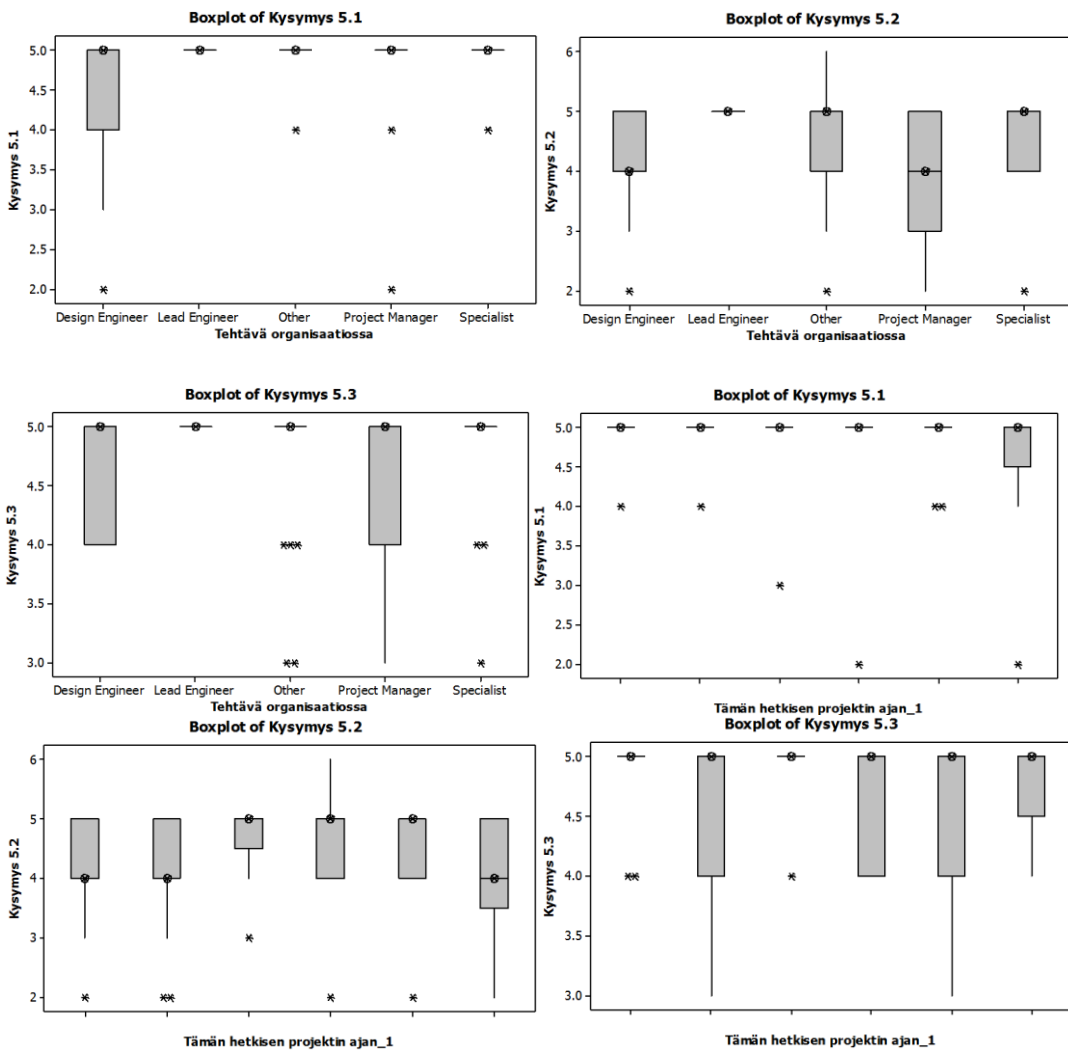 Boxplot of Kysymys 5.1
Kysymys 5.1
5.0
4.5
4.0
3.5
3.0
2.5
2.0
Design Engineer Lead Engineer Other Project Manager Specialist
Tehtävä organisaatiossa
Boxplot of Kysymys 5.2
Kysymys 5.2
6
5
4
3
2
Design Engineer Lead Engineer Other Project Manager Specialist
Tehtävä organisaatiossa
Boxplot of Kysymys 5.3
Kysymys 5.3
5.0
4.5
4.0
3.5
3.0
Design Engineer Lead Engineer Other Project Manager Specialist
Tehtävä organisaatiossa
Boxplot of Kysymys 5.1
Kysymys 5.1
5.0
4.5
4.0
3.5
3.0
2.5
2.0
Tämän hetkisen projektin ajan_1
Boxplot of Kysymys 5.2
Kysymys 5.2
6
5
4
3
2
Tämän hetkisen projektin ajan_1
Boxplot of Kysymys 5.3
Kysymys 5.3
5.0
4.5
4.0
3.5
3.0
Tämän hetkisen projektin ajan_1